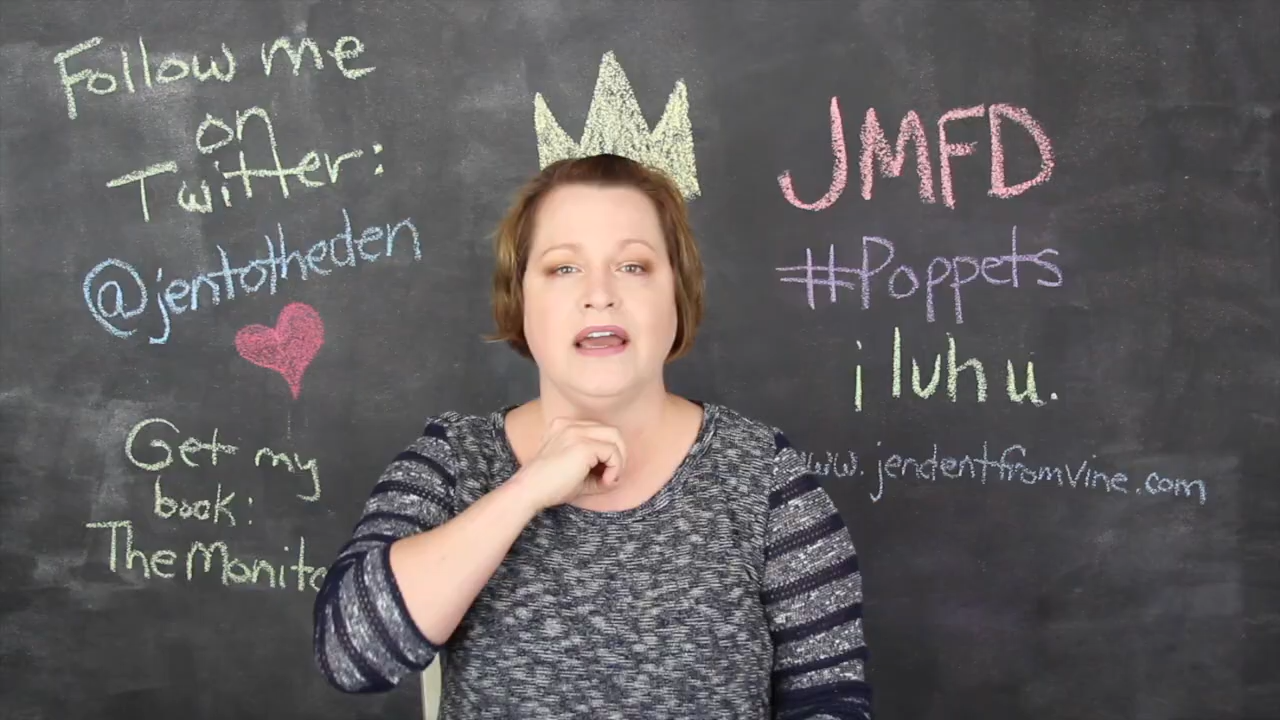 Follow me
on
Twitter:
@jentotheden
Get my
book:
The Monito
JMFD
#Poppets
i luh u.
www.jendentfromvine.com